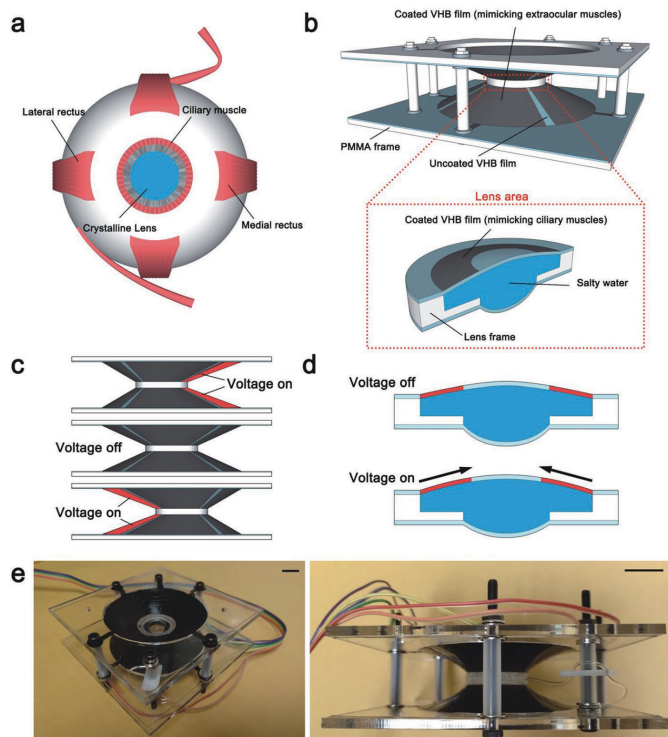 a
Lateral rectus
Ciliary muscle
Crystalline Lens
Medial rectus
b
Coated VHB film (mimicking extraocular muscles)
PMMA frame
Uncoated VHB film
Lens area
Coated VHB film (mimicking ciliary muscles)
Salty water
Lens frame
c
Voltage on
Voltage off
Voltage on
d
Voltage off
Voltage on
e